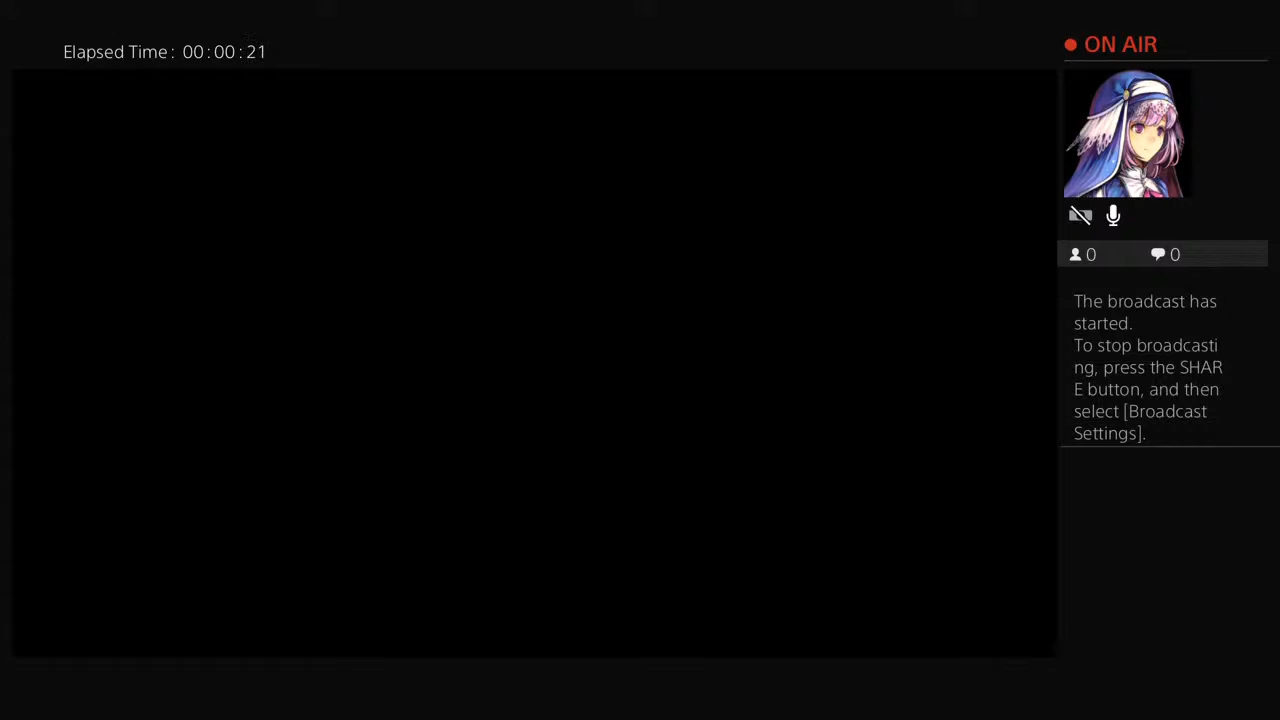 Elapsed Time: 00:00:21
ON AIR
0 0
The broadcast has
started.
To stop broadcasti
ng, press the SHAR
E button, and then
select [Broadcast
Settings].